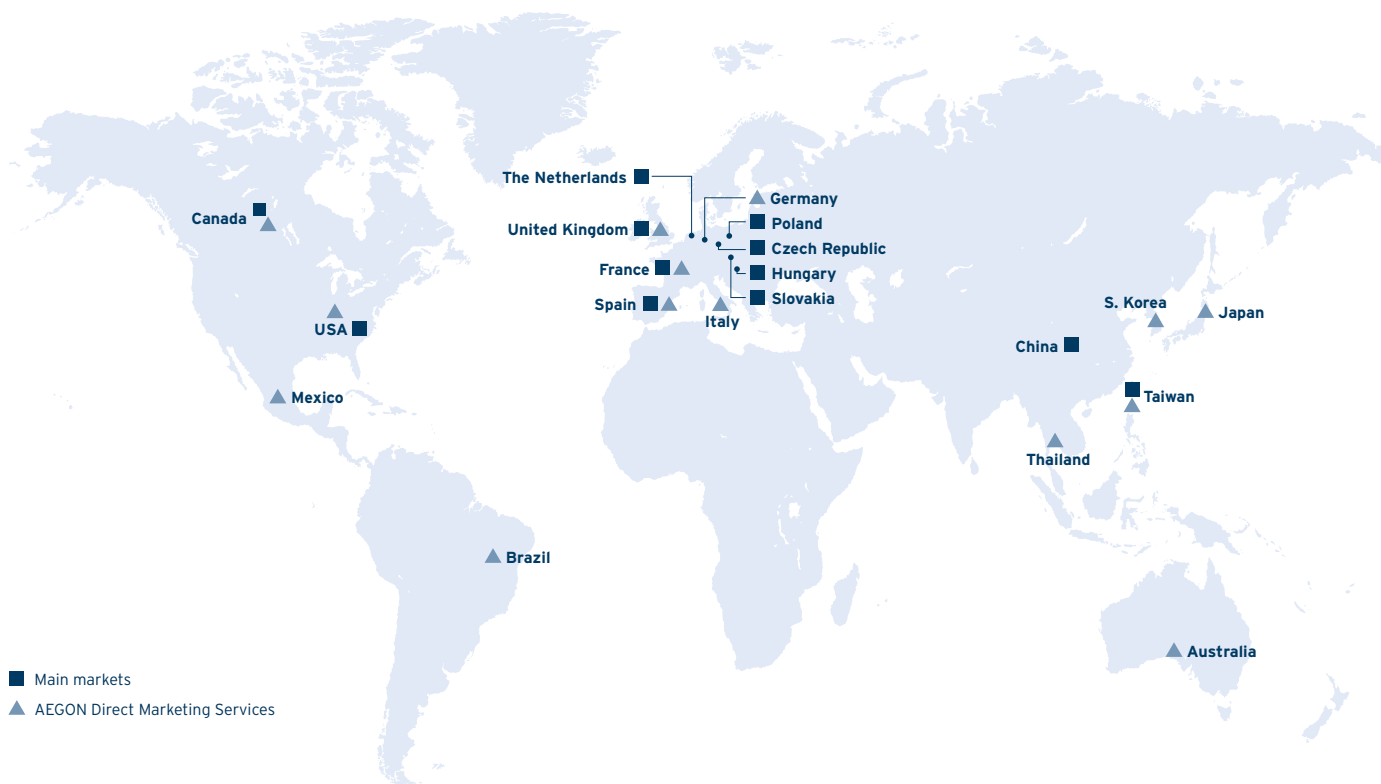 The Netherlands
Germany
Canada
Poland
United Kingdom
Czech Republic
France
Hungary
Slovakia
Spain
Italy
S. Korea
Japan
USA
China
Mexico
Taiwan
Thailand
Brazil
Australia
Main markets
AEGON Direct Marketing Services